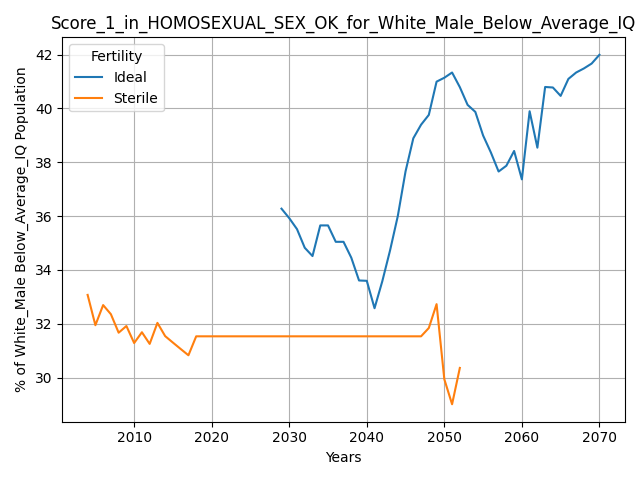 Score_1_in_HOMOSEXUAL_SEX_OK_for_White_Male_Below_Average_IQ
Fertility
Ideal
Sterile
% of White_Male Below_Average_IQ Population
42
40
38
36
34
32
30
2010 2020 2030 2040 2050 2060 2070
Years